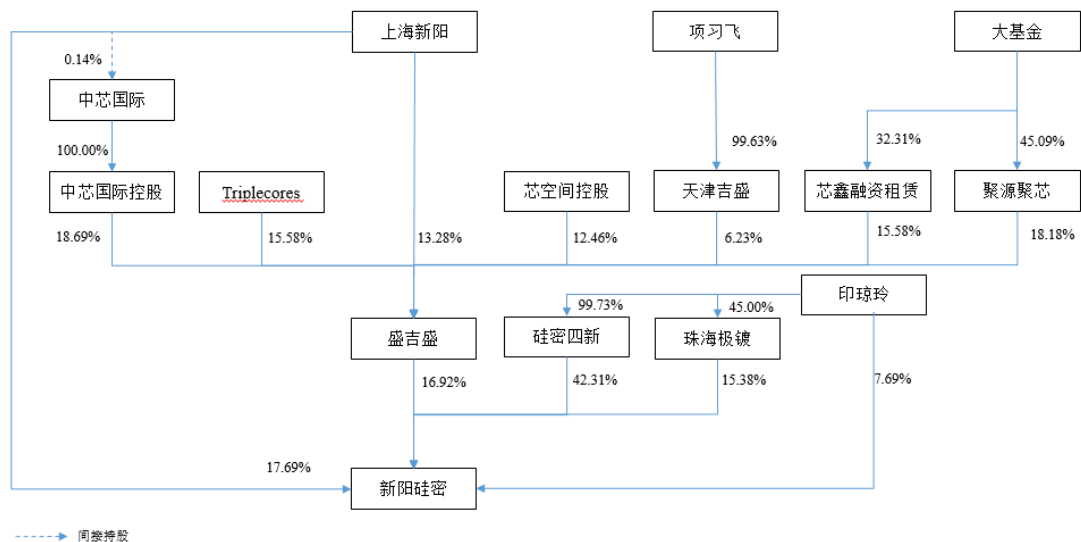 上海新阳
项习飞
大基金
0.14%
中芯国际
100.00%
99.63%
32.31%
45.09%
中芯国际控股
Triplecores
芯空间控股
天津吉盛
芯鑫融资租赁
聚源聚芯
18.69%
15.58%
13.28%
12.46%
6.23%
15.58%
18.18%
印琼玲
99.73%
45.00%
盛吉盛
硅密四新
珠海极镀
16.92%
42.31%
15.38%
7.69%
17.69%
新阳硅密
间接持股